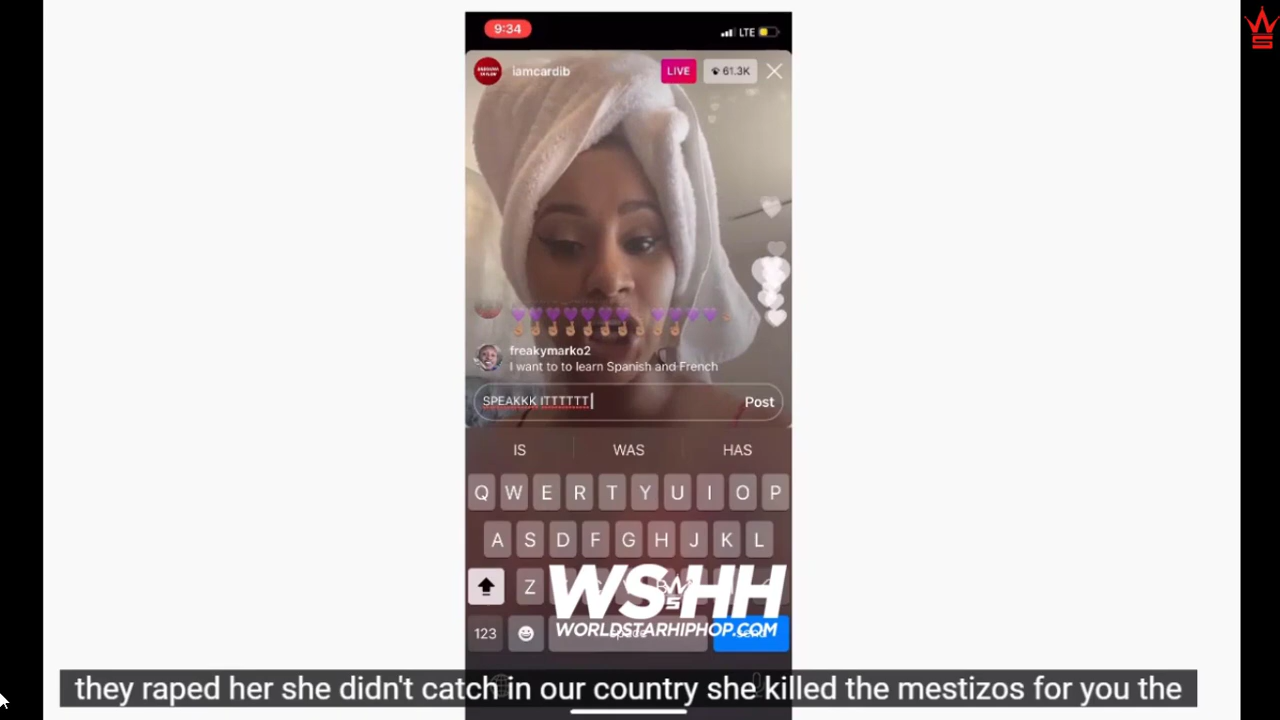 9:34
LTE
iamcardib
LIVE
61.3K
freakymarko2
I want to to learn Spanish and French
SPEAKKK ITTTTTT
Post
IS WAS HAS
Q W E R T Y U I O P
A S D F G H J K L
Z
WSHH
123
WORLDSTARHIPHOP.COM
they raped her she didn't catch in our country she killed the mestizos for you the